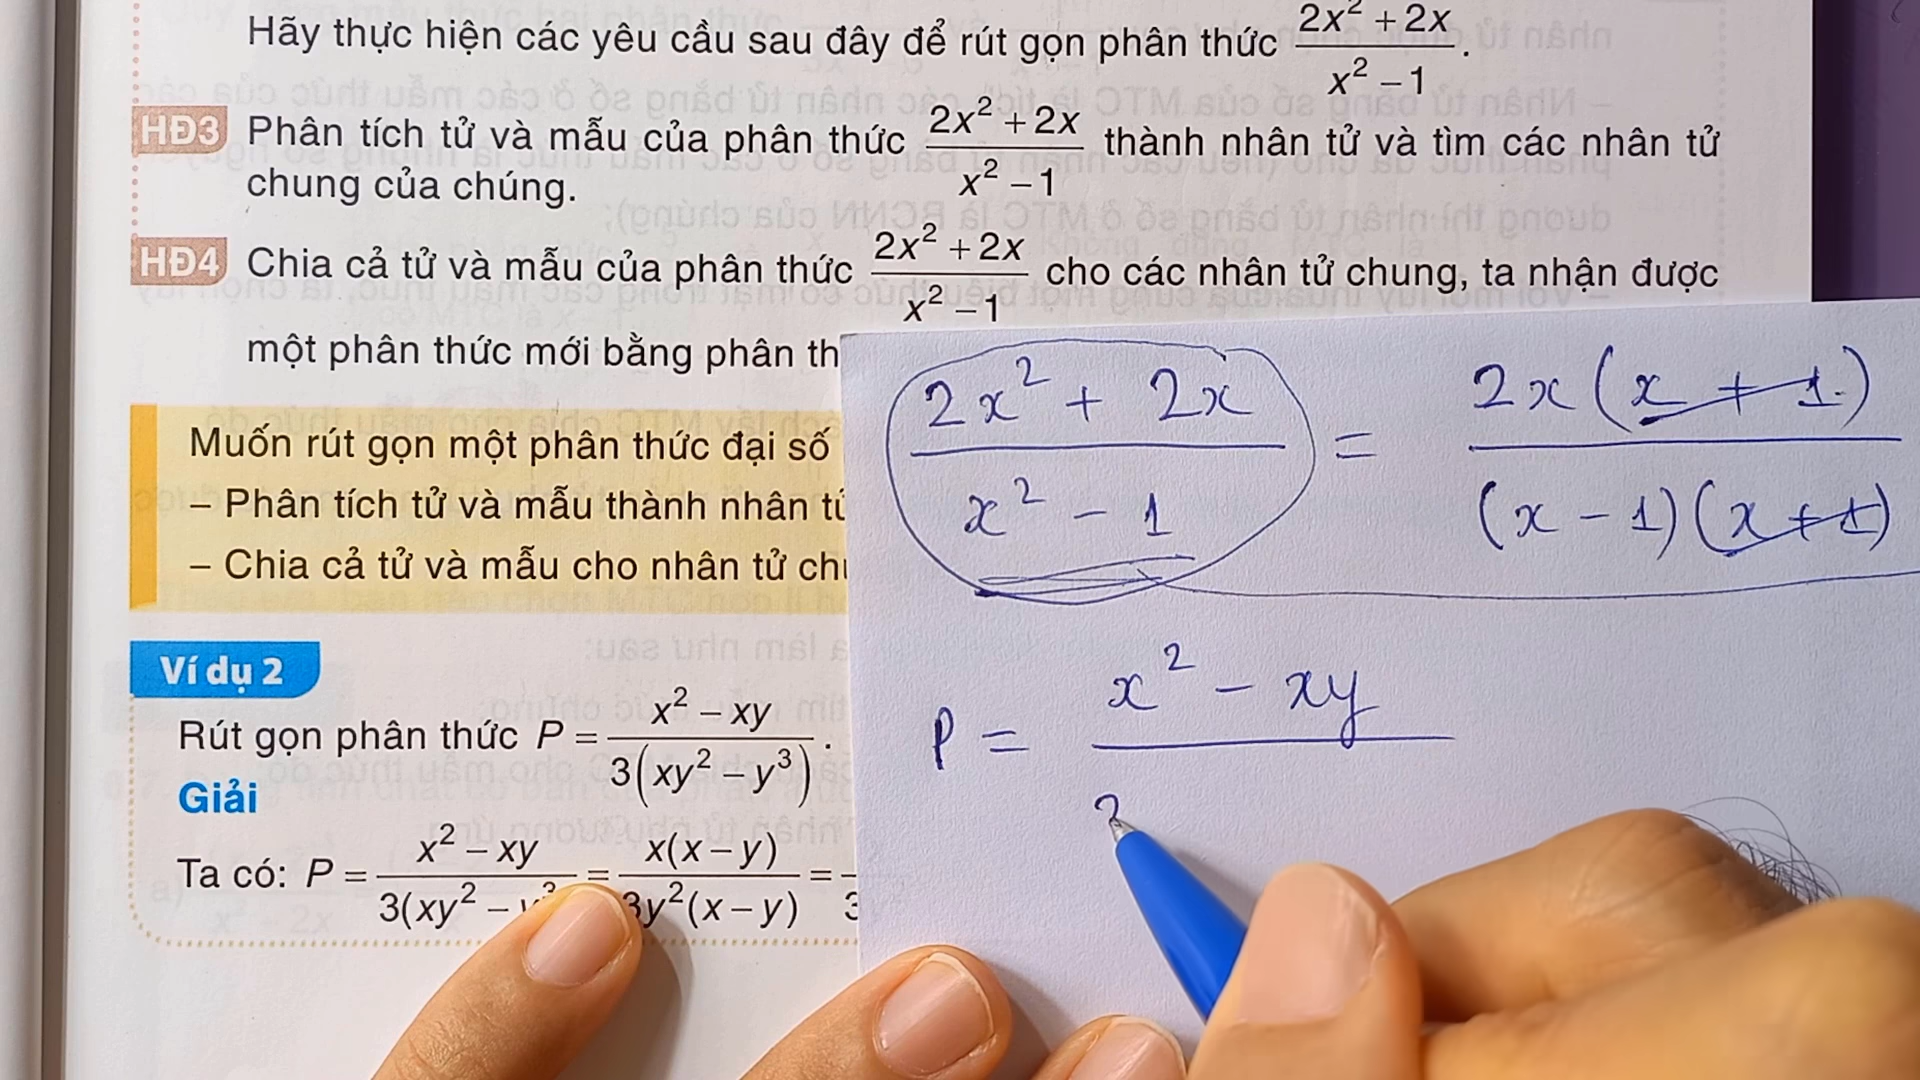 Hãy thực hiện các yêu cầu sau đây để rút gọn phân thức (2x² + 2x)/(x² – 1).
HĐ3 Phân tích tử và mẫu của phân thức (2x² + 2x)/(x² – 1) thành nhân tử và tìm các nhân tử
chung của chúng.
HĐ4 Chia cả tử và mẫu của phân thức (2x² + 2x)/(x² – 1) cho các nhân tử chung, ta nhận được
một phân thức mới bằng phân
Muốn rút gọn một phân thức đại số
– Phân tích tử và mẫu thành nhân
– Chia cả tử và mẫu cho nhân tử
Ví dụ 2
Rút gọn phân thức P = (x² – xy)/(3(xy² – y³)).
Giải
Ta có: P = (x² – xy)/(3(xy² – = x(x – y)/(3y²(x – y)) =
(2x² + 2x)/(x² – 1) = 2x(x + 1)/((x – 1)(x + 1))
P = x² – xy